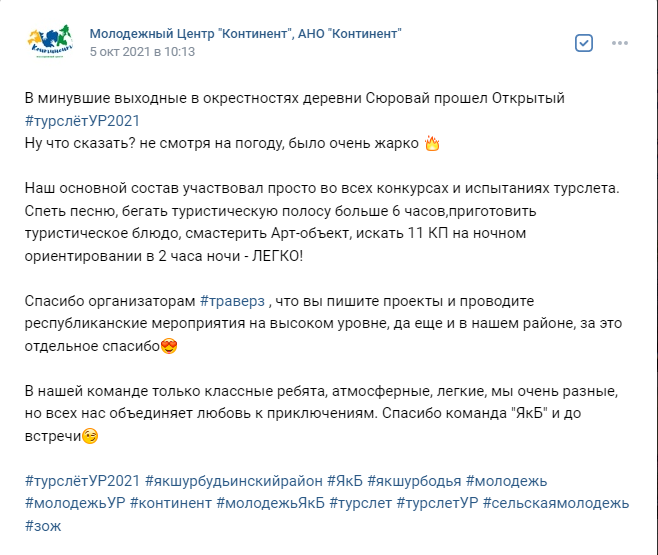 Молодежный Центр "Континент", АНО "Континент"
5 окт 2021 в 10:13
В минувшие выходные в окрестностях деревни Сюровай прошел Открытый
#турслётУР2021
Ну что сказать? не смотря на погоду, было очень жарко 🔥
Наш основной состав участвовал просто во всех конкурсах и испытаниях турслета.
Спеть песню, бегать туристическую полосу больше 6 часов,приготовить
туристическое блюдо, смастерить Арт-объект, искать 11 КП на ночном
ориентировании в 2 часа ночи - ЛЕГКО!
Спасибо организаторам #траверз , что вы пишите проекты и проводите
республиканские мероприятия на высоком уровне, да еще и в нашем районе, за это
отдельное спасибо😍
В нашей команде только классные ребята, атмосферные, легкие, мы очень разные,
но всех нас объединяет любовь к приключениям. Спасибо команда "ЯкБ" и до
встречи😉
#турслётУР2021 #якшурбудьинскийрайон #ЯкБ #якшурбодья #молодежь
#молодежьУР #континент #молодежьЯкБ #турслет #турслетУР #сельскаямолодежь
#зож